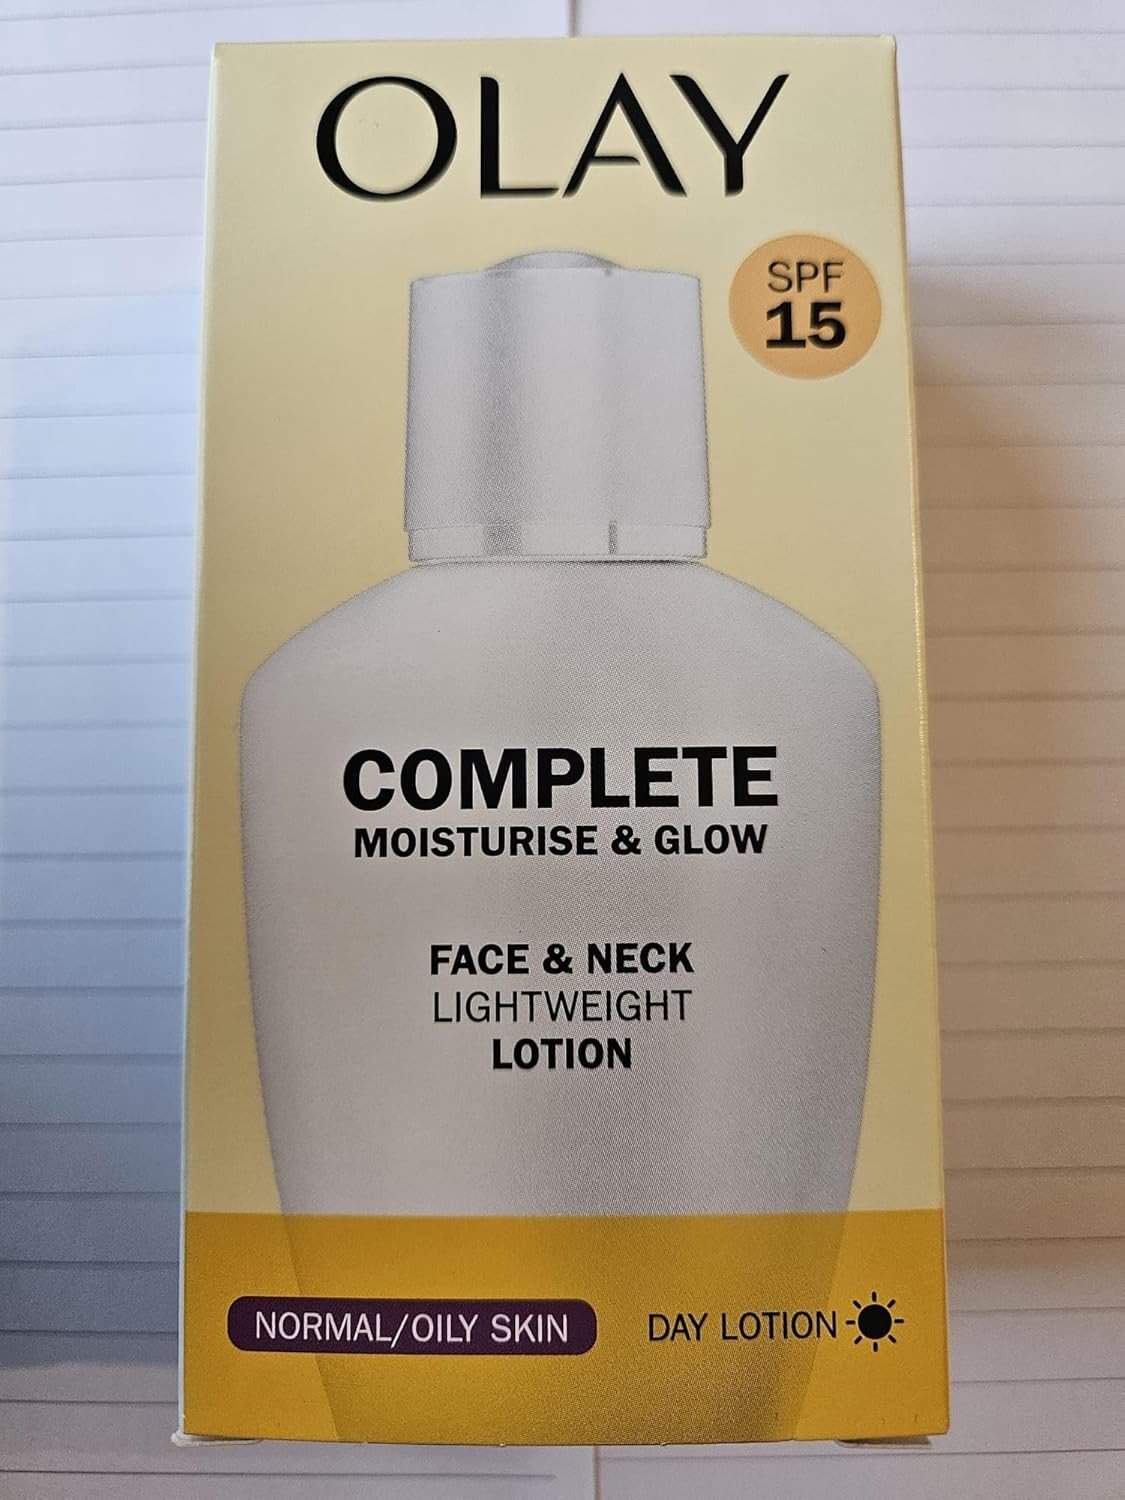 OLAY
SPF
15
COMPLETE
MOISTURISE & GLOW
FACE & NECK
LIGHTWEIGHT
LOTION
NORMAL/OILY SKIN
DAY LOTION